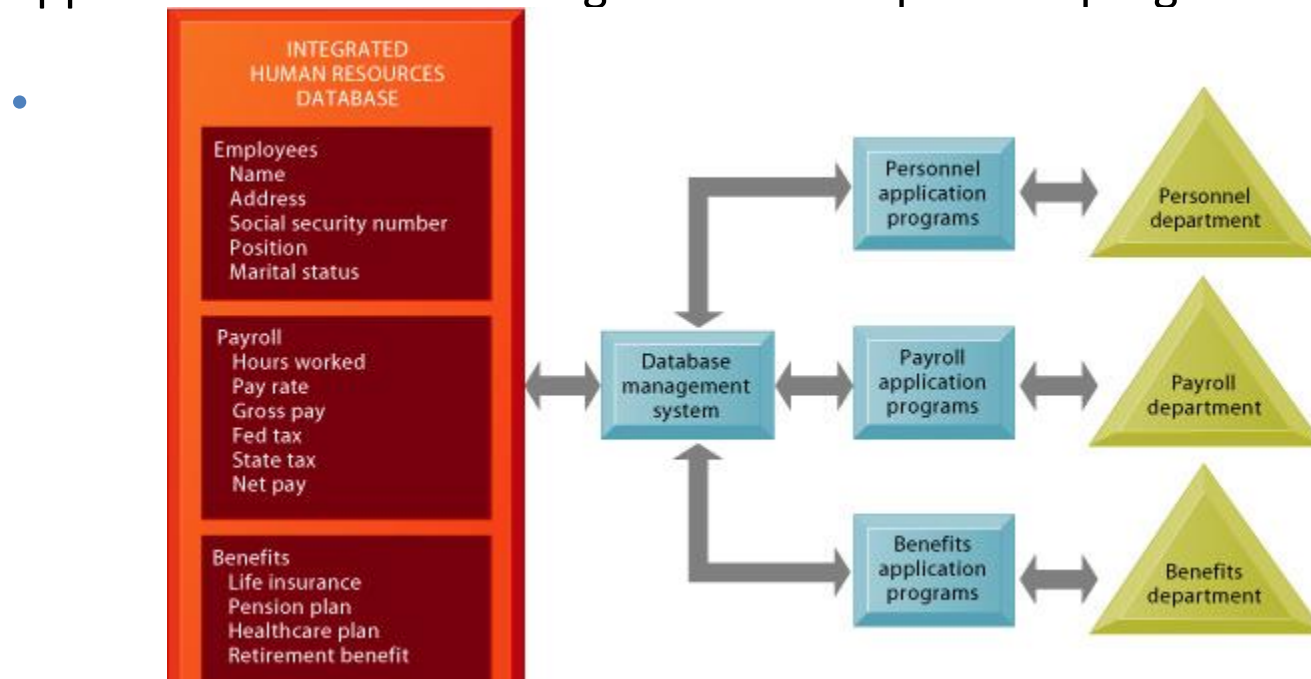 INTEGRATED
HUMAN RESOURCES
DATABASE
Employees
Name
Address
Social security number
Position
Marital status
Payroll
Hours worked
Pay rate
Gross pay
Fed tax
State tax
Net pay
Benefits
Life insurance
Pension plan
Healthcare plan
Retirement benefit
Database
management
system
Personnel
application
programs
Personnel
department
Payroll
application
programs
Payroll
department
Benefits
application
programs
Benefits
department